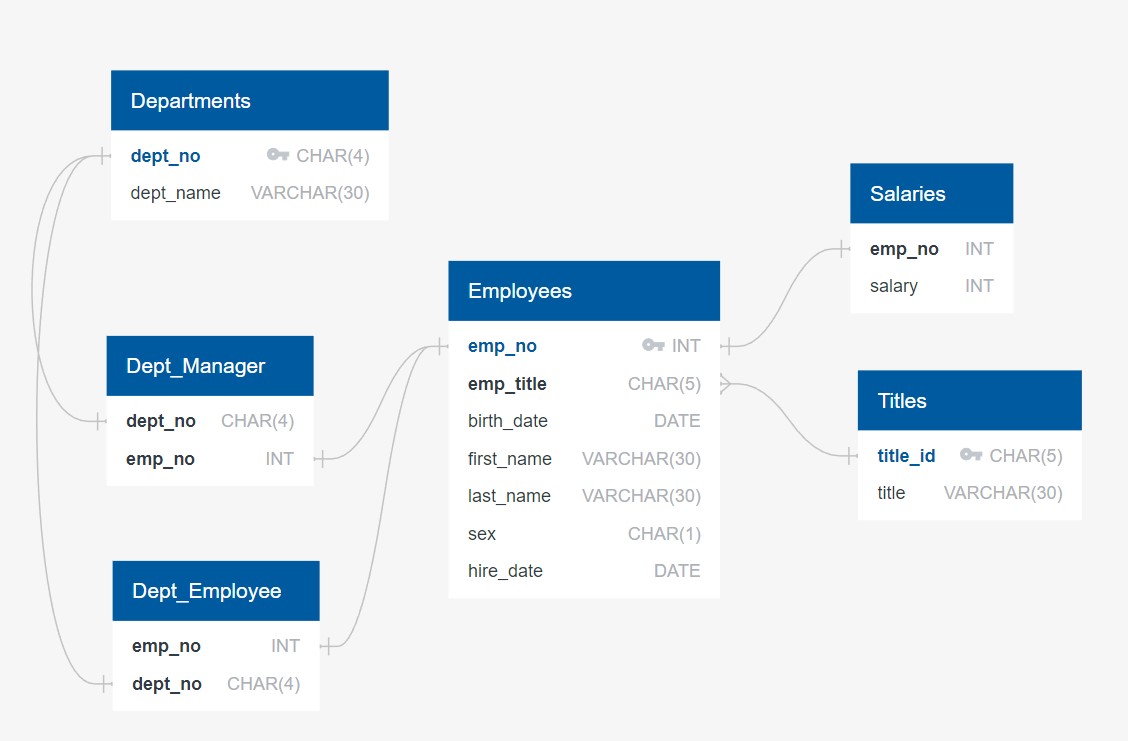 Departments
dept_no CHAR(4)
dept_name VARCHAR(30)
Dept_Manager
dept_no CHAR(4)
emp_no INT
Dept_Employee
emp_no INT
dept_no CHAR(4)
Employees
emp_no INT
emp_title CHAR(5)
birth_date DATE
first_name VARCHAR(30)
last_name VARCHAR(30)
sex CHAR(1)
hire_date DATE
Salaries
emp_no INT
salary INT
Titles
title_id CHAR(5)
title VARCHAR(30)